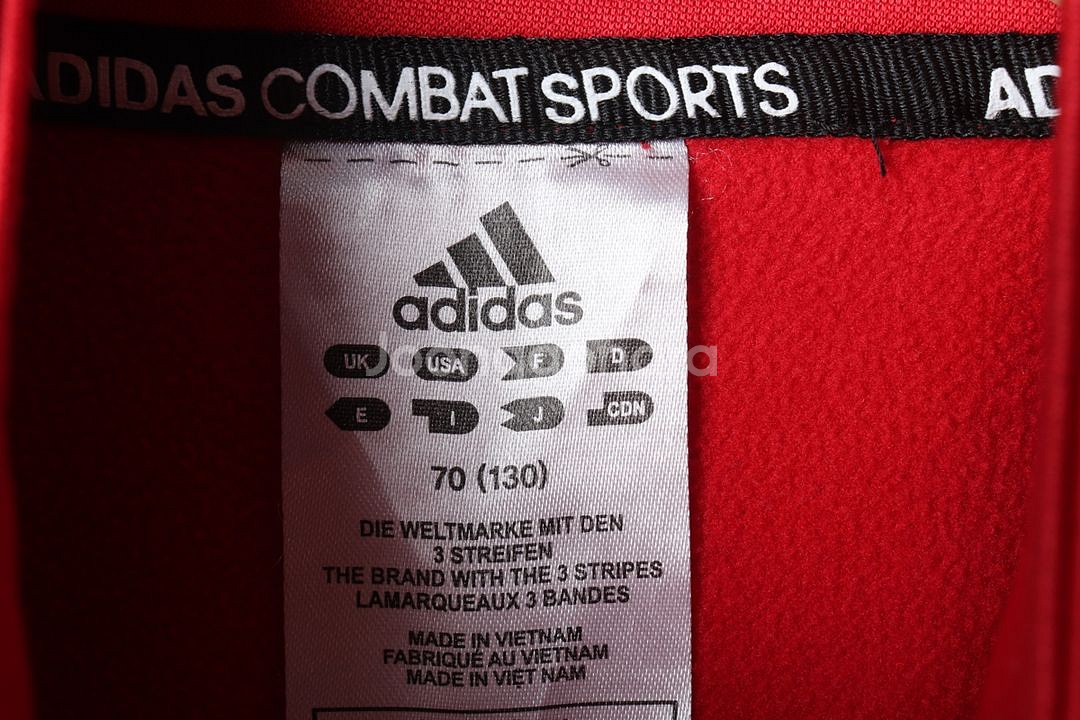 ADIDAS COMBAT SPORTS AD
adidas
UK USA F D
E I J CDN
70 (130)
DIE WELTMARKE MIT DEN
3 STREIFEN
THE BRAND WITH THE 3 STRIPES
LAMARQUEAUX 3 BANDES
MADE IN VIETNAM
FABRIQUÉ AU VIETNAM
MADE IN VIỆT NAM